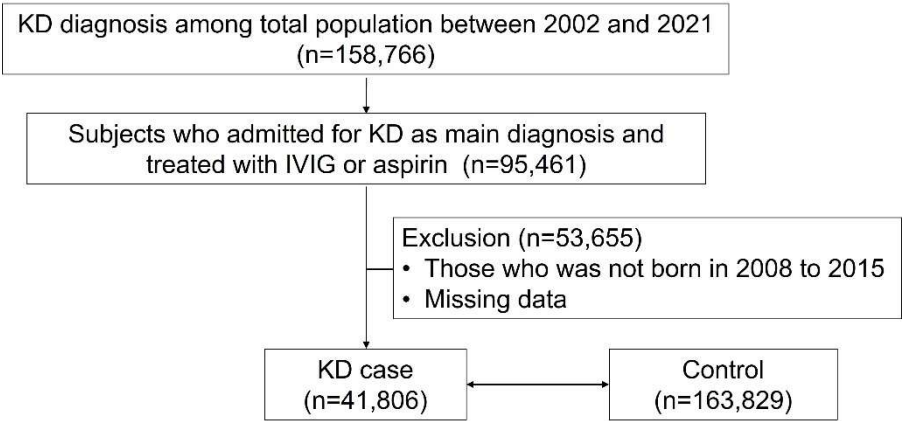 KD diagnosis among total population between 2002 and 2021
(n=158,766)
Subjects who admitted for KD as main diagnosis and
treated with IVIG or aspirin (n=95,461)
Exclusion (n=53,655)
• Those who was not born in 2008 to 2015
• Missing data
KD case
(n=41,806)
Control
(n=163,829)